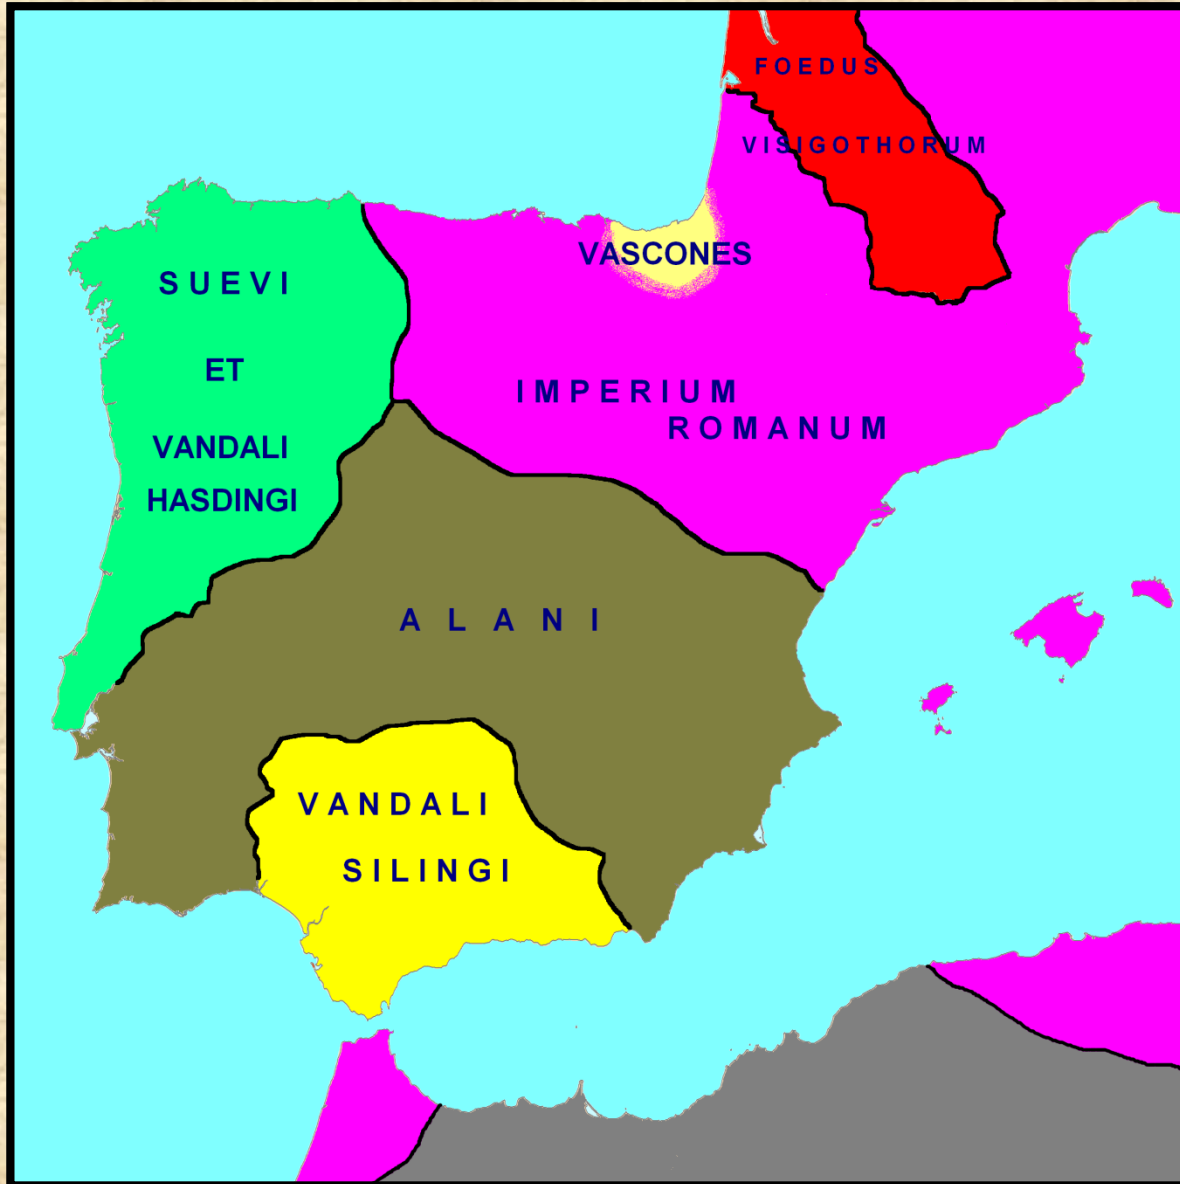 FOEDUS
VISIGOTHORUM
VASCONES
SUEVI
ET
VANDALI
HASDINGI
IMPERIUM
ROMANUM
ALANI
VANDALI
SILINGI